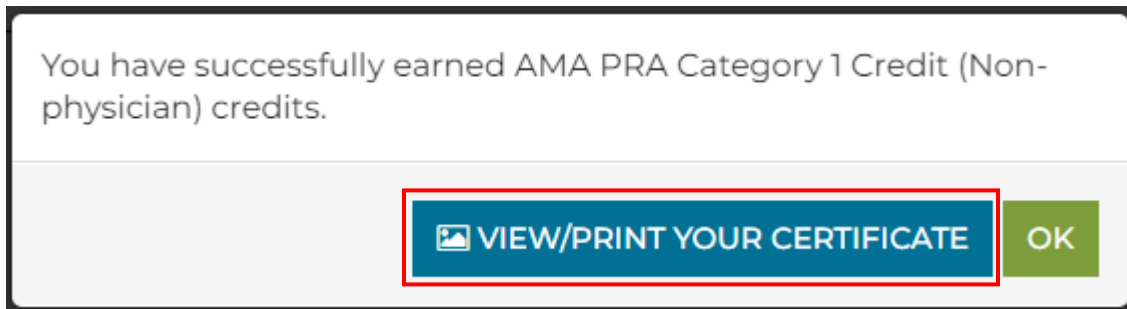 You have successfully earned AMA PRA Category 1 Credit (Non-
physician) credits.
VIEW/PRINT YOUR CERTIFICATE
OK